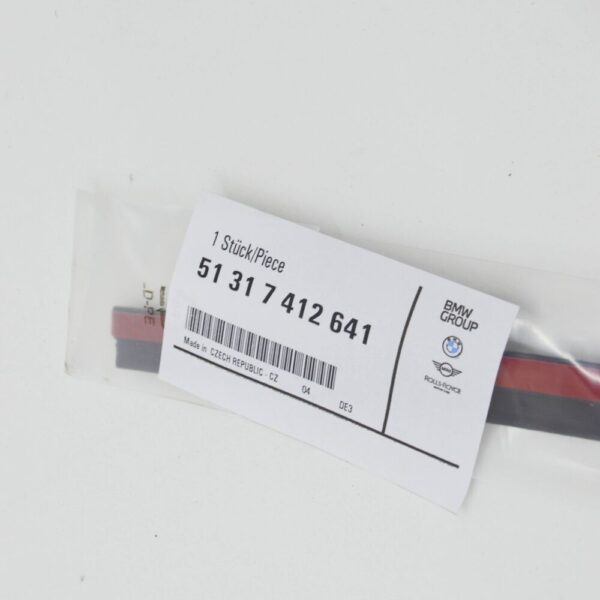 1 Stück/Piece
51 31 7 412 641
Made in CZECH REPUBLIC - CZ 04 DE3
BMW
GROUP
ROLLS-ROYCE